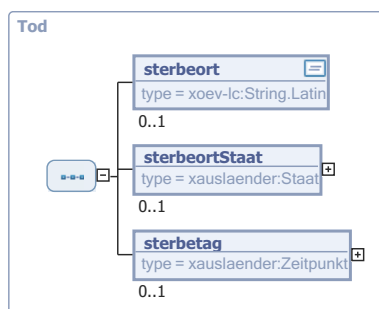 Tod
sterbeort
type = xoev-lc:String.Latin
0..1
sterbeortStaat
type = xauslaender:Staat
0..1
sterbetag
type = xauslaender:Zeitpunkt
0..1